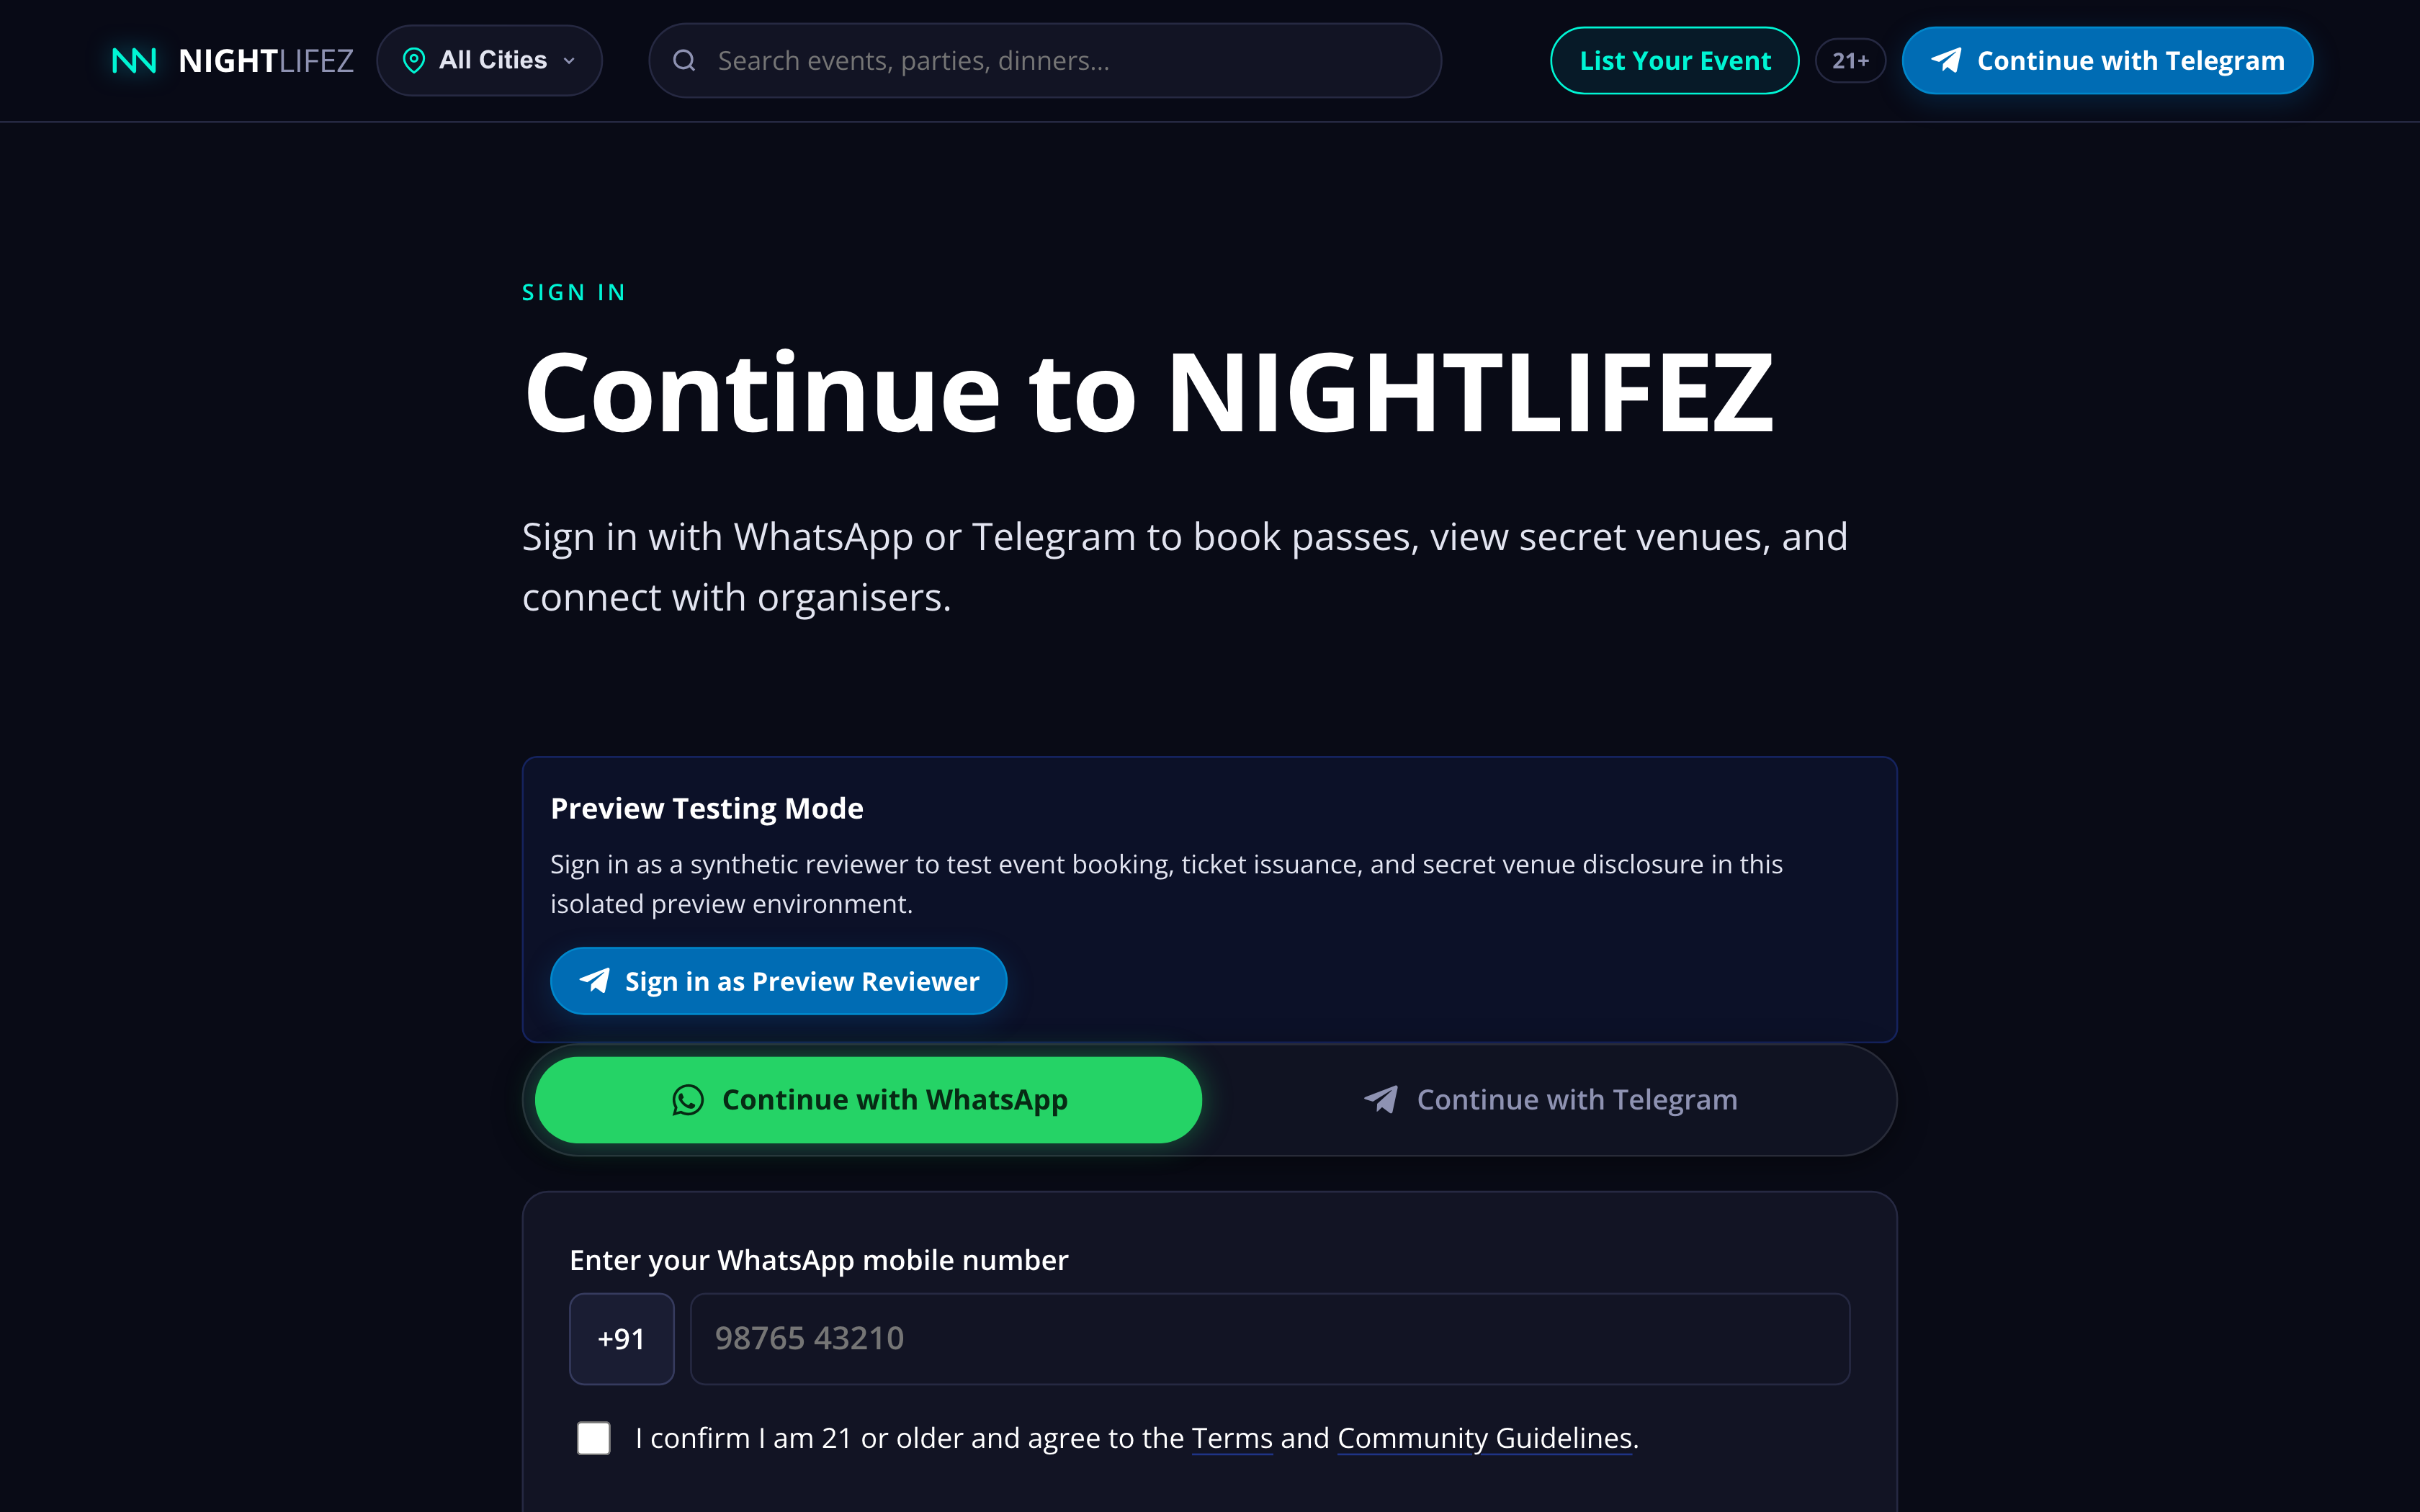 NIGHTLIFEZ
All Cities
Search events, parties, dinners...
List Your Event
21+
Continue with Telegram
SIGN IN
Continue to NIGHTLIFEZ
Sign in with WhatsApp or Telegram to book passes, view secret venues, and
connect with organisers.
Preview Testing Mode
Sign in as a synthetic reviewer to test event booking, ticket issuance, and secret venue disclosure in this
isolated preview environment.
Sign in as Preview Reviewer
Continue with WhatsApp
Continue with Telegram
Enter your WhatsApp mobile number
+91
98765 43210
I confirm I am 21 or older and agree to the Terms and Community Guidelines.